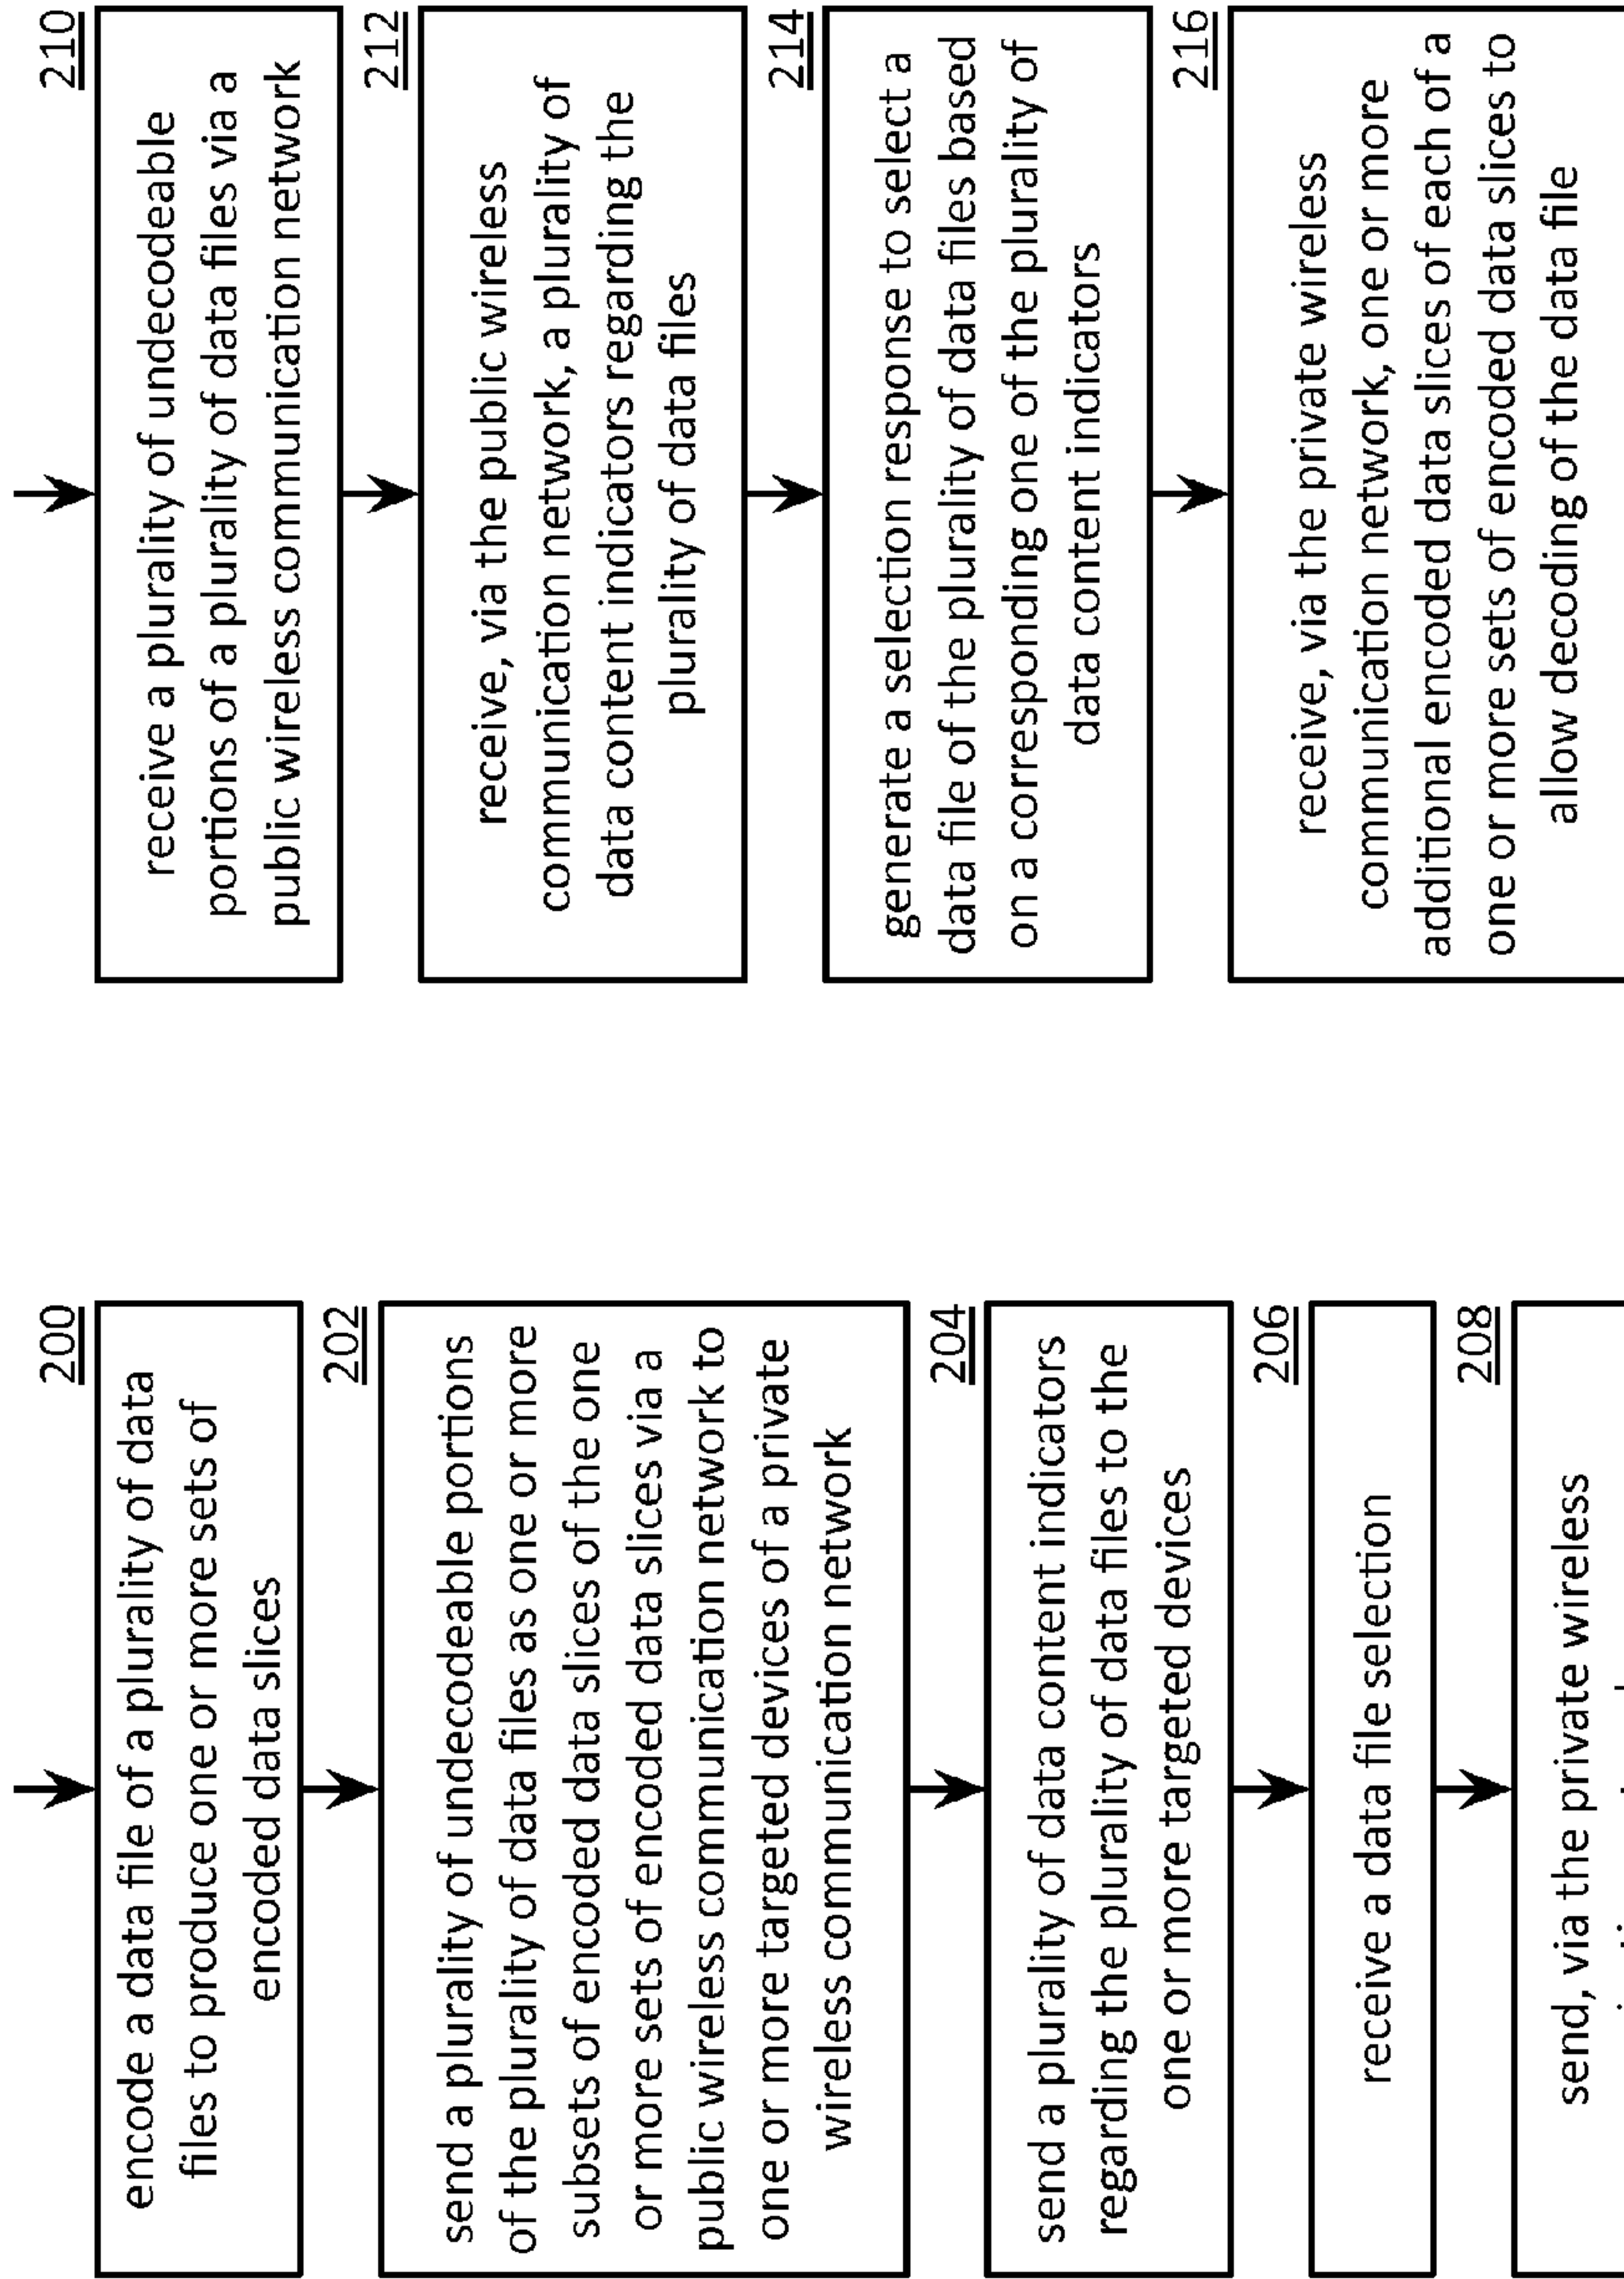 200
encode a data file of a plurality of data
files to produce one or more sets of
encoded data slices
202
send a plurality of undecodeable portions
of the plurality of data files as one or more
subsets of encoded data slices of the one
or more sets of encoded data slices via a
public wireless communication network to
one or more targeted devices of a private
wireless communication network
204
send a plurality of data content indicators
regarding the plurality of data files to the
one or more targeted devices
206
receive a data file selection
208
send, via the private wireless
210
receive a plurality of undecodeable
portions of a plurality of data files via a
public wireless communication network
212
receive, via the public wireless
communication network, a plurality of
data content indicators regarding the
plurality of data files
214
generate a selection response to select a
data file of the plurality of data files based
on a corresponding one of the plurality of
data content indicators
216
receive, via the private wireless
communication network, one or more
additional encoded data slices of each of a
one or more sets of encoded data slices to
allow decoding of the data file